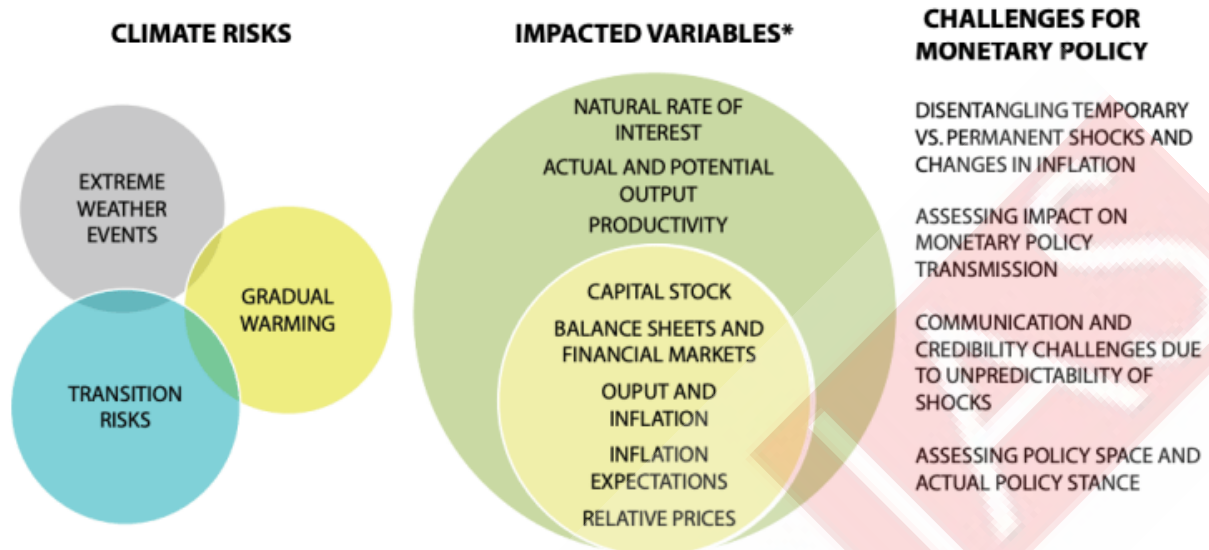 CLIMATE RISKS
EXTREME
WEATHER
EVENTS
GRADUAL
WARMING
TRANSITION
RISKS
IMPACTED VARIABLES*
NATURAL RATE OF
INTEREST
ACTUAL AND POTENTIAL
OUTPUT
PRODUCTIVITY
CAPITAL STOCK
BALANCE SHEETS AND
FINANCIAL MARKETS
OUPUT AND
INFLATION
INFLATION
EXPECTATIONS
RELATIVE PRICES
CHALLENGES FOR
MONETARY POLICY
DISENTANGLING TEMPORARY
VS. PERMANENT SHOCKS AND
CHANGES IN INFLATION
ASSESSING IMPACT ON
MONETARY POLICY
TRANSMISSION
COMMUNICATION AND
CREDIBILITY CHALLENGES DUE
TO UNPREDICTABILITY OF
SHOCKS
ASSESSING POLICY SPACE AND
ACTUAL POLICY STANCE
IAS